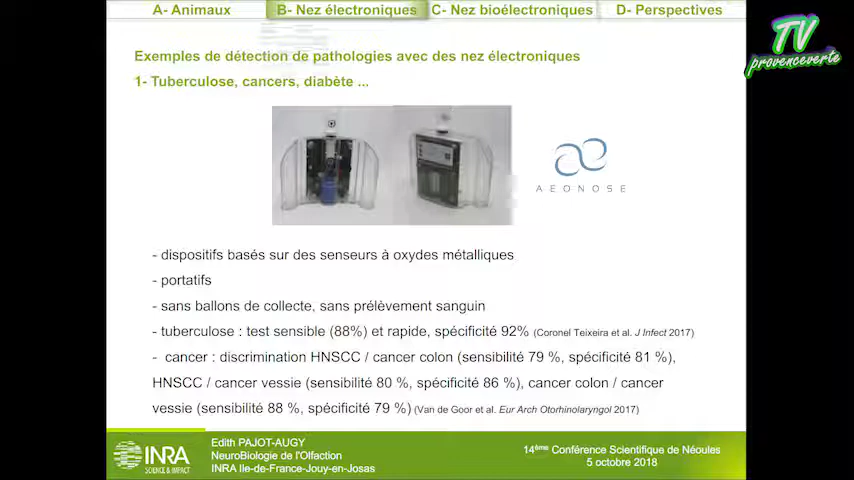 A- Animaux
B- Nez électroniques
C- Nez bioélectroniques
D- Perspectives
TV
provenceverte
Exemples de détection de pathologies avec des nez électroniques
1- Tuberculose, cancers, diabète ...
AEONOSE
- dispositifs basés sur des senseurs à oxydes métalliques
- portatifs
- sans ballons de collecte, sans prélèvement sanguin
- tuberculose : test sensible (88%) et rapide, spécificité 92% (Coronel Teixeira et al. J Infect 2017)
- cancer : discrimination HNSCC / cancer colon (sensibilité 79 %, spécificité 81 %),
HNSCC / cancer vessie (sensibilité 80 %, spécificité 86 %), cancer colon / cancer
vessie (sensibilité 88 %, spécificité 79 %) (Van de Goor et al. Eur Arch Otorhinolaryngol 2017)
INRA
SCIENCE & IMPACT
Edith PAJOT-AUGY
NeuroBiologie de l'Olfaction
INRA Ile-de-France-Jouy-en-Josas
14ème Conférence Scientifique de Néoules
5 octobre 2018